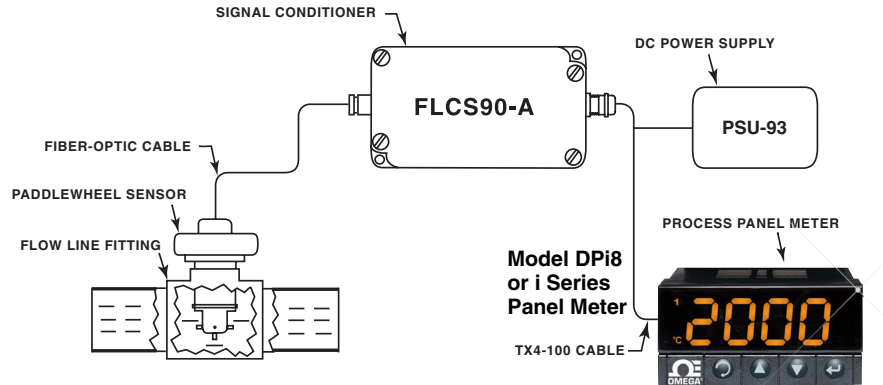 SIGNAL CONDITIONER
DC POWER SUPPLY
FLCS90-A
PSU-93
FIBER-OPTIC CABLE
PADDLEWHEEL SENSOR
FLOW LINE FITTING
PROCESS PANEL METER
Model DPi8
or i Series
Panel Meter
1
2000
°C
TX4-100 CABLE
OMEGA®